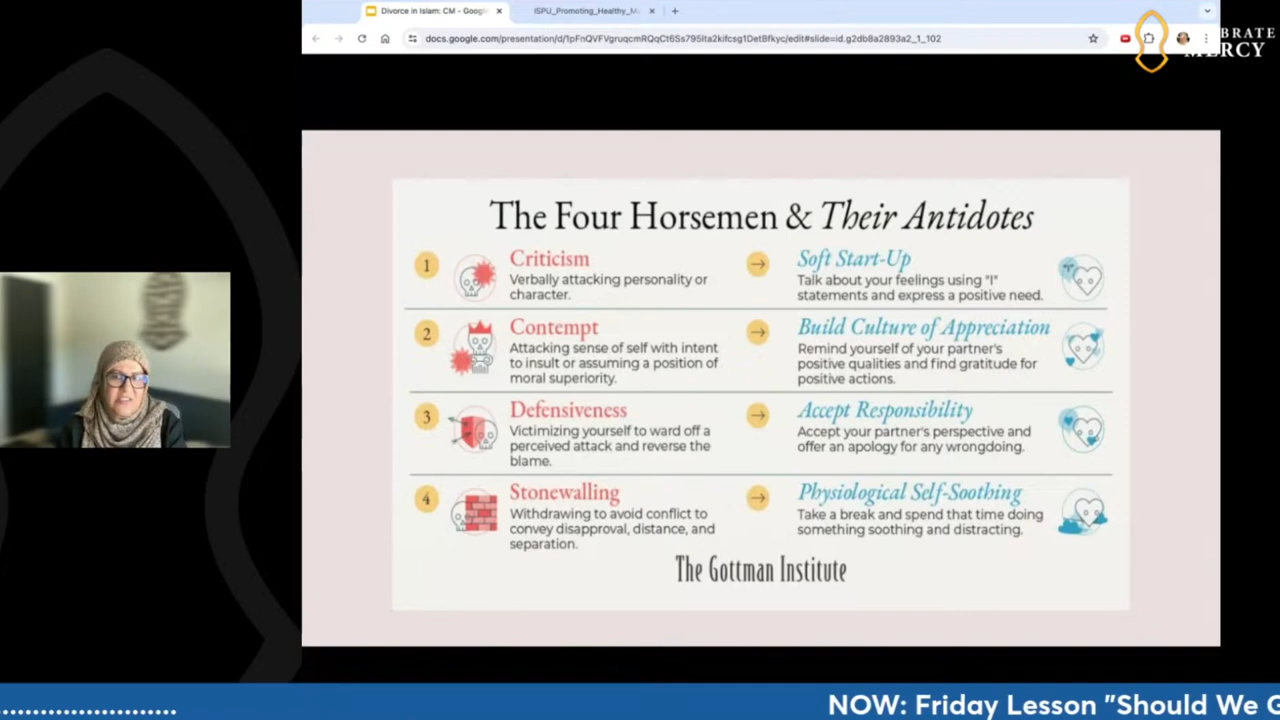 Divorce in Islam: CM - Google
ISPU_Promoting_Healthy_M
docs.google.com/presentation/d/1pFnQVFVgruqcmRQqCt6Ss795Ita2kifcsg1DetBfkyc/edit#slide=id.g2db8a2893a2_1_102
BRATE
MERCY
The Four Horsemen & Their Antidotes
1
Criticism
Verbally attacking personality or
character.
Soft Start-Up
Talk about your feelings using "I"
statements and express a positive need.
2
Contempt
Attacking sense of self with intent
to insult or assuming a position of
moral superiority.
Build Culture of Appreciation
Remind yourself of your partner's
positive qualities and find gratitude for
positive actions.
3
Defensiveness
Victimizing yourself to ward off a
perceived attack and reverse the
blame.
Accept Responsibility
Accept your partner's perspective and
offer an apology for any wrongdoing.
4
Stonewalling
Withdrawing to avoid conflict to
convey disapproval, distance, and
separation.
Physiological Self-Soothing
Take a break and spend that time doing
something soothing and distracting.
The Gottman Institute
NOW: Friday Lesson "Should We G